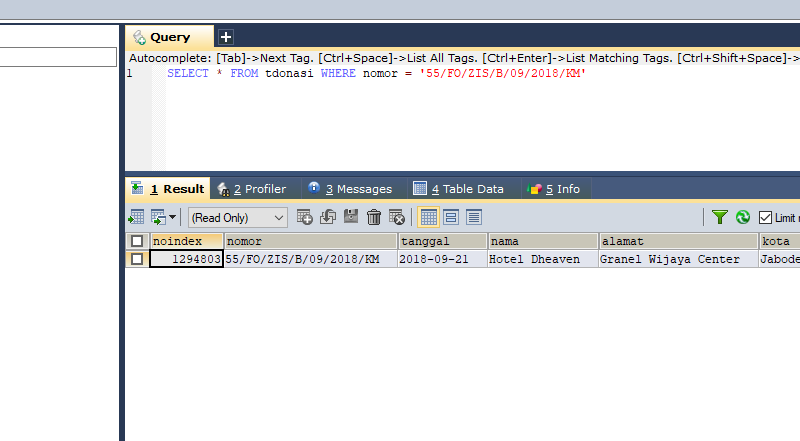 Query
Autocomplete: [Tab]->Next Tag. [Ctrl+Space]->List All Tags. [Ctrl+Enter]->List Matching Tags. [Ctrl+Shift+Space]->
1 SELECT * FROM tdonasi WHERE nomor = '55/FO/ZIS/B/09/2018/KM'
1 Result 2 Profiler 3 Messages 4 Table Data 5 Info
(Read Only) Limit
noindex nomor tanggal nama alamat kota
1294803 55/FO/ZIS/B/09/2018/KM 2018-09-21 Hotel Dheaven Granel Wijaya Center Jabode